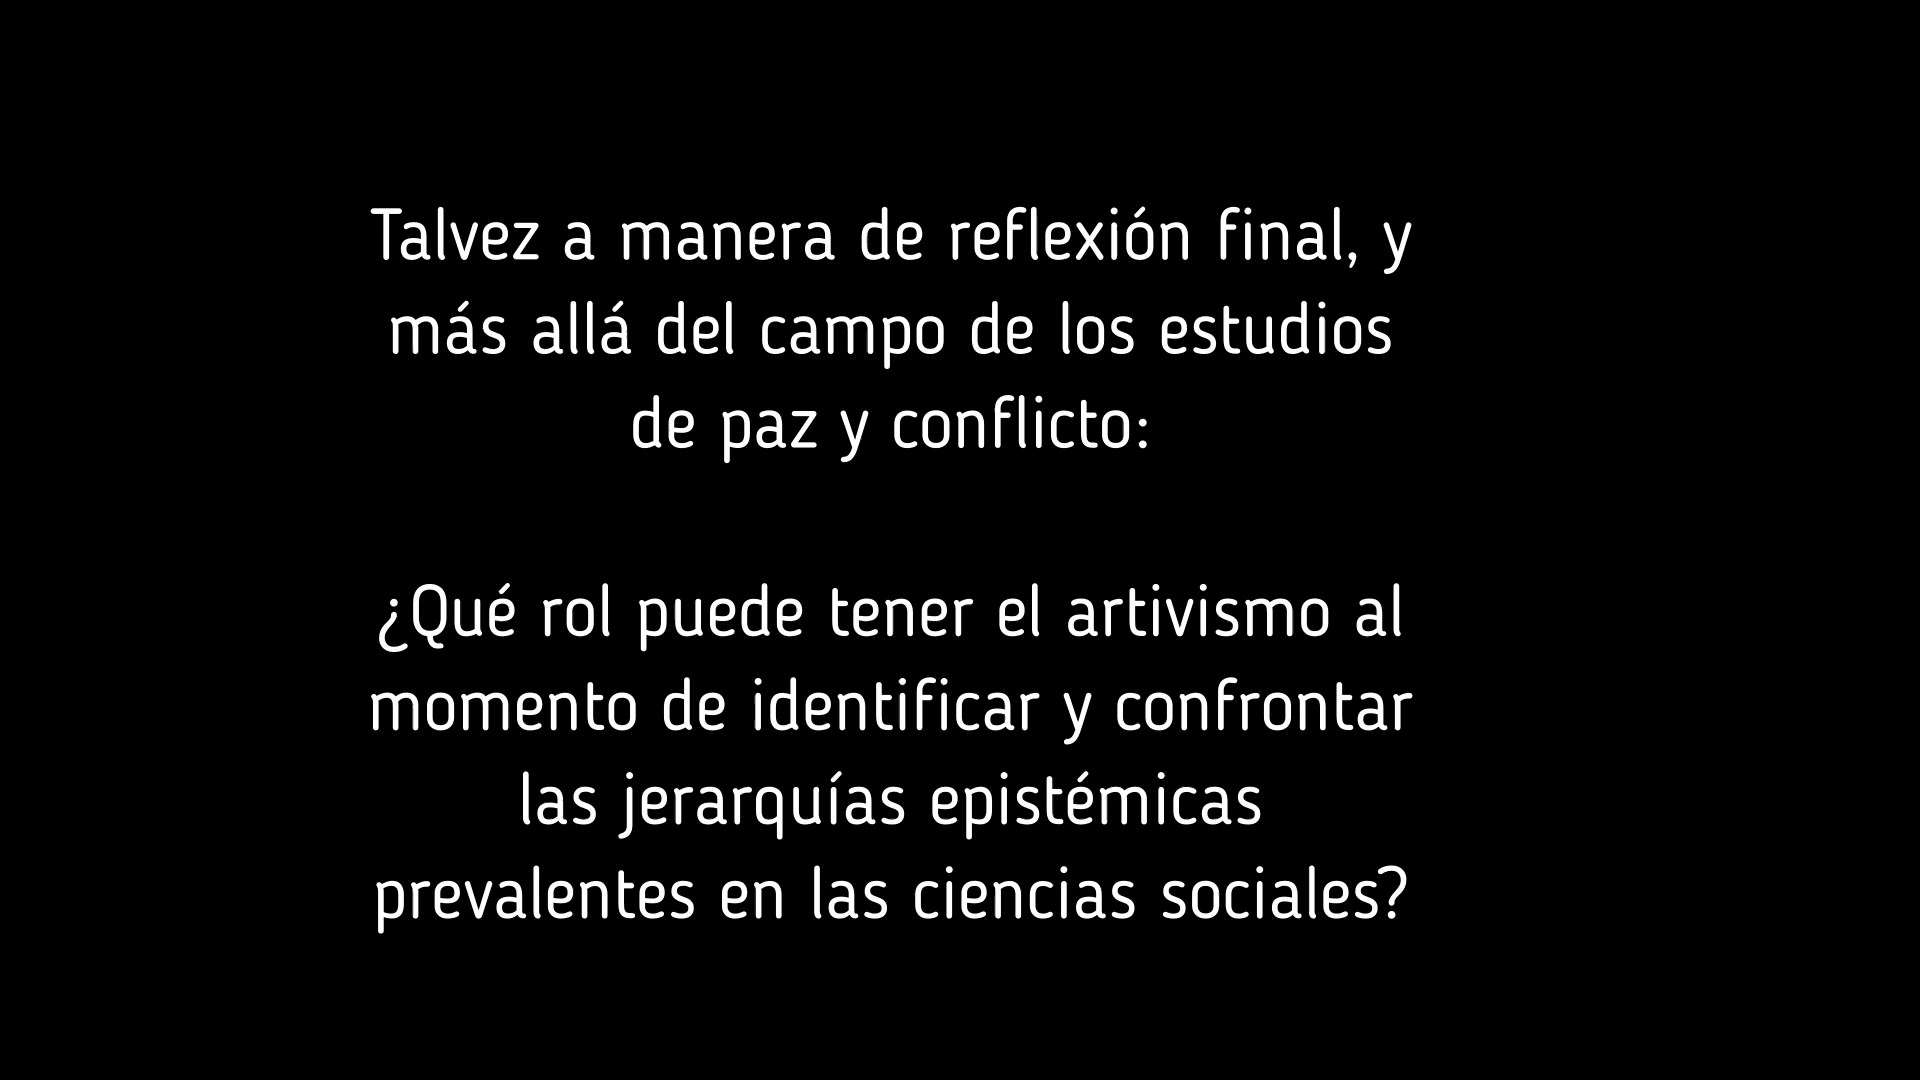 Talvez a manera de reflexión final, y
más allá del campo de los estudios
de paz y conflicto:
¿Qué rol puede tener el artivismo al
momento de identificar y confrontar
las jerarquías epistémicas
prevalentes en las ciencias sociales?